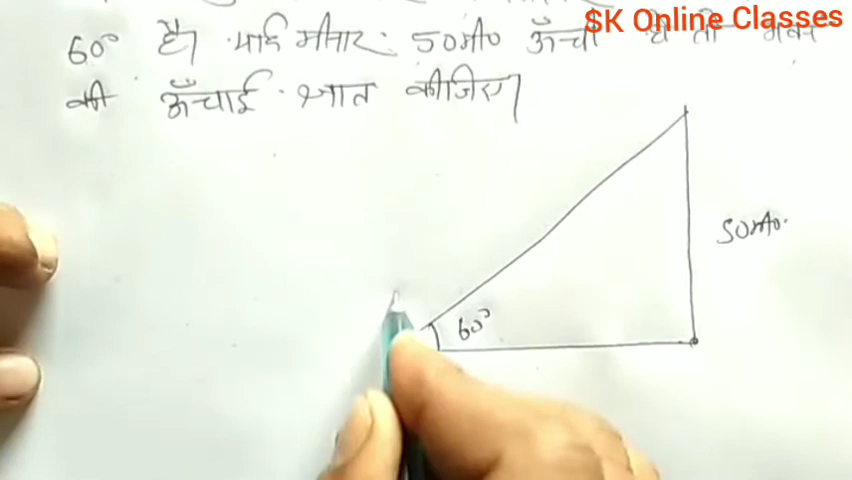 SK Online Classes
60° है। यदि मीनार 50मी० ऊँची तो
की ऊँचाई ज्ञात कीजिए।
50मी०
60°